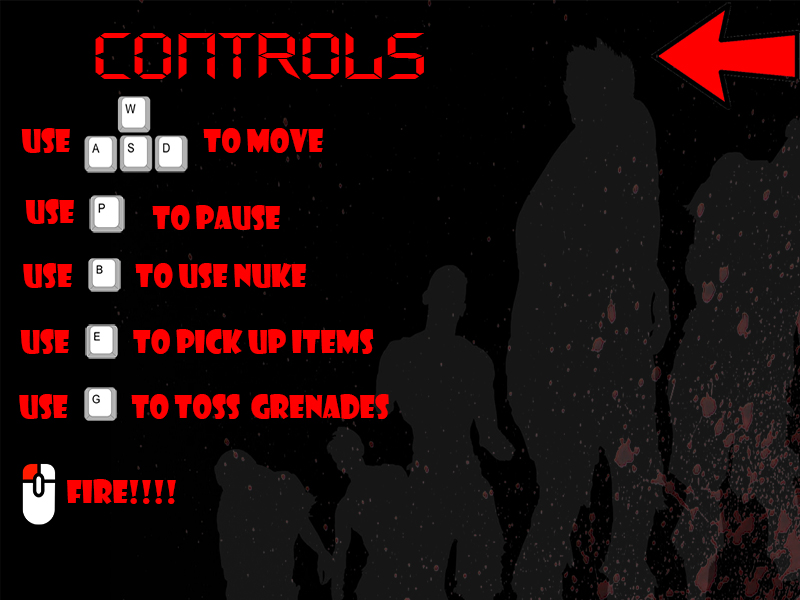 CONTROLS
W
USE A S D TO MOVE
USE P TO PAUSE
USE B TO USE NUKE
USE E TO PICK UP ITEMS
USE G TO TOSS GRENADES
FIRE!!!!